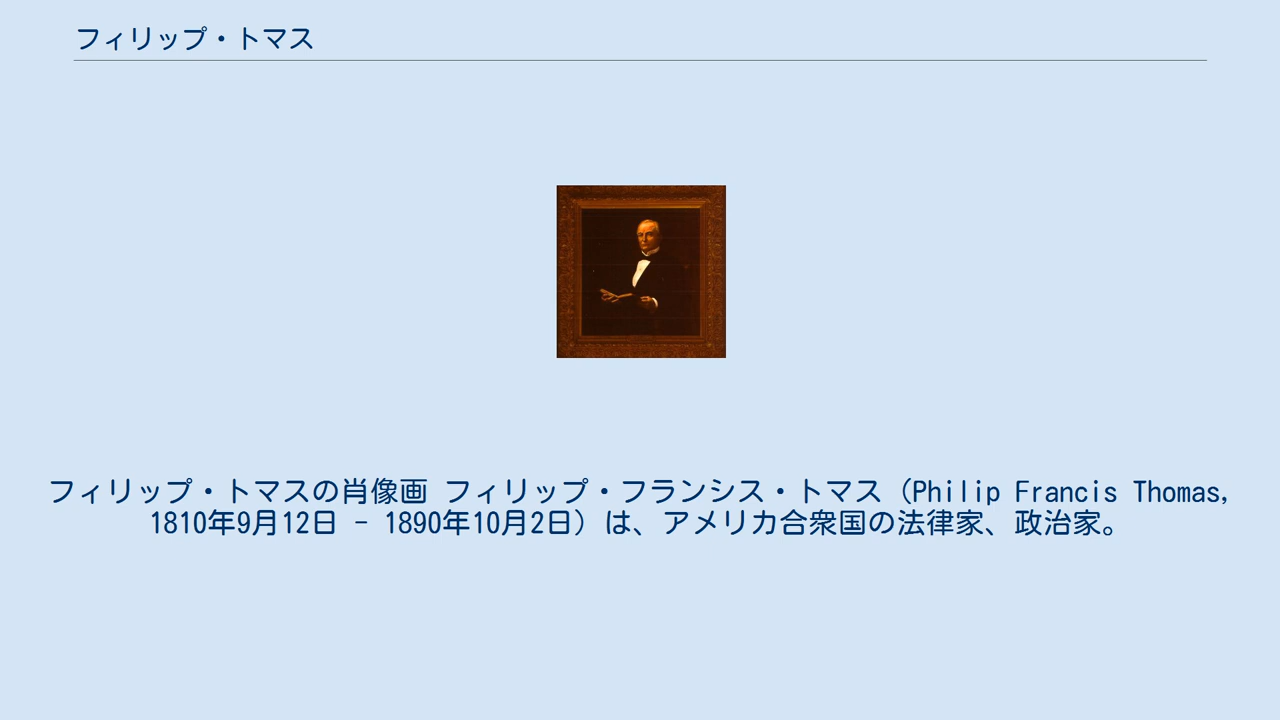 フィリップ・トマス
フィリップ・トマスの肖像画 フィリップ・フランシス・トマス（Philip Francis Thomas,
1810年9月12日 - 1890年10月2日）は、アメリカ合衆国の法律家、政治家。